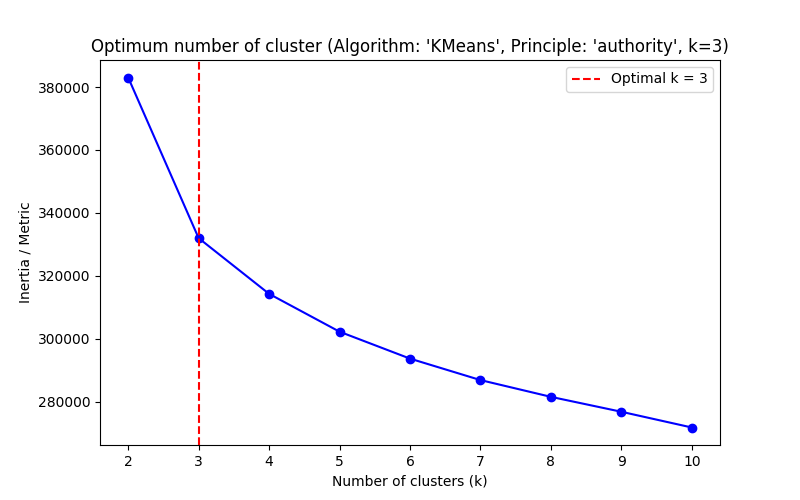 Optimum number of cluster (Algorithm: 'KMeans', Principle: 'authority', k=3)
Optimal k = 3
380000
360000
340000
320000
300000
280000
Inertia / Metric
2 3 4 5 6 7 8 9 10
Number of clusters (k)